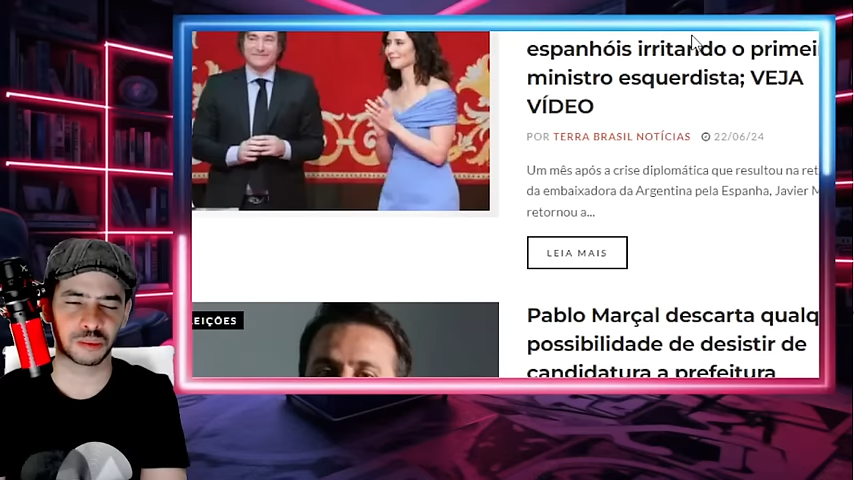 espanhóis irritando o primei
ministro esquerdista; VEJA
VÍDEO
POR TERRA BRASIL NOTÍCIAS 22/06/24
Um mês após a crise diplomática que resultou na ret
da embaixadora da Argentina pela Espanha, Javier M
retornou a...
LEIA MAIS
EIÇÕES
Pablo Marçal descarta qualq
possibilidade de desistir de
candidatura a prefeitura